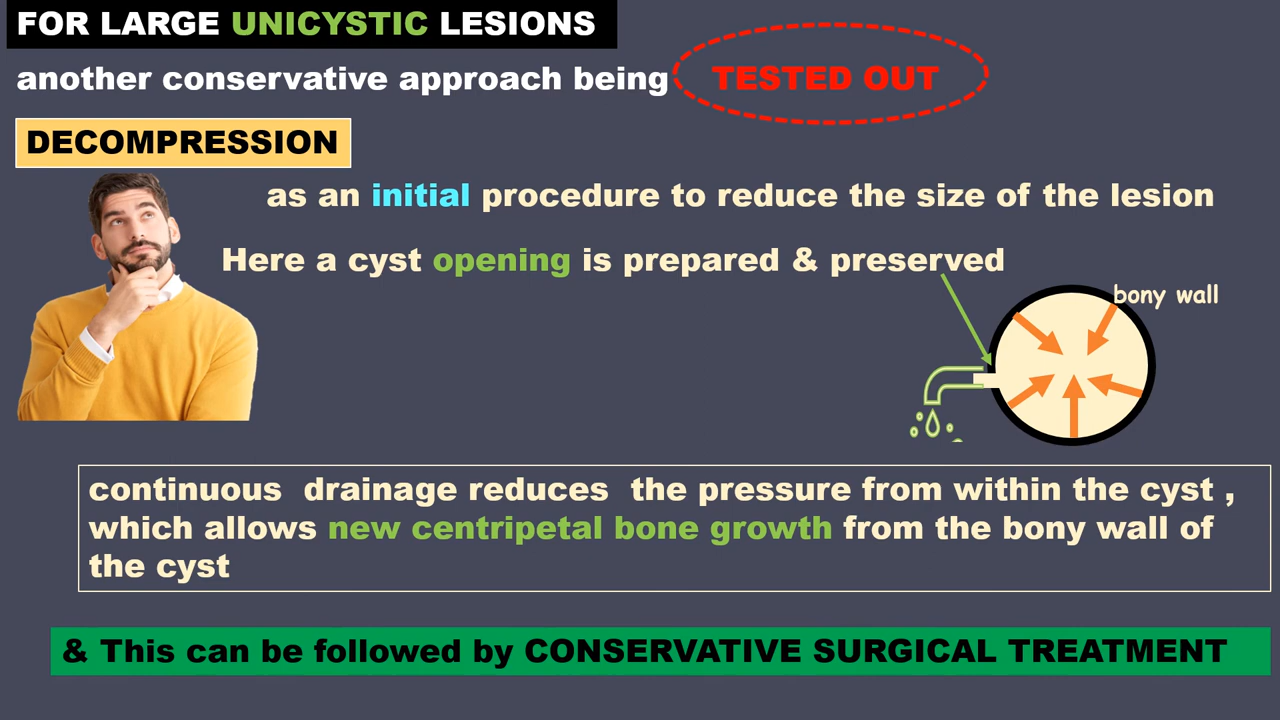 FOR LARGE UNICYSTIC LESIONS
another conservative approach being TESTED OUT
DECOMPRESSION
as an initial procedure to reduce the size of the lesion
Here a cyst opening is prepared & preserved
bony wall
continuous drainage reduces the pressure from within the cyst ,
which allows new centripetal bone growth from the bony wall of
the cyst
& This can be followed by CONSERVATIVE SURGICAL TREATMENT